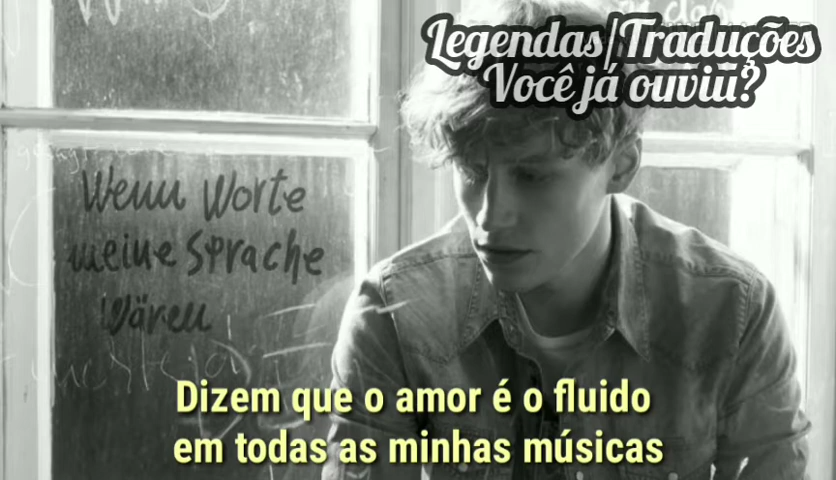 Legendas/Traduções
Você já ouviu?
Wenn Worte
meine Sprache
wären
Dizem que o amor é o fluido
em todas as minhas músicas